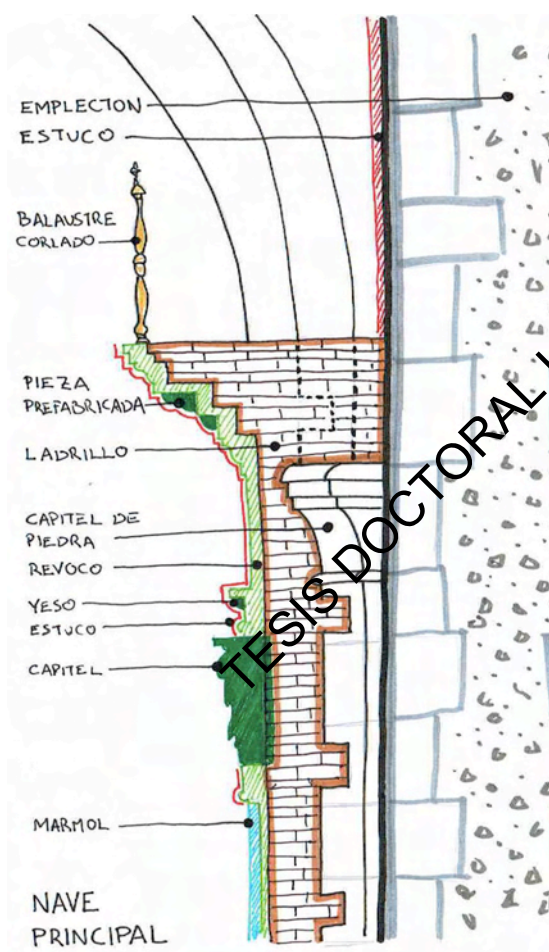 EMPLECTON
ESTUCO
BALAUSTRE
CORLADO
PIEZA
PREFABRICADA
LADRILLO
CAPITEL DE
PIEDRA
REVOCO
YESO
ESTUCO
CAPITEL
MARMOL
NAVE
PRINCIPAL
TESIS DOCTORAL